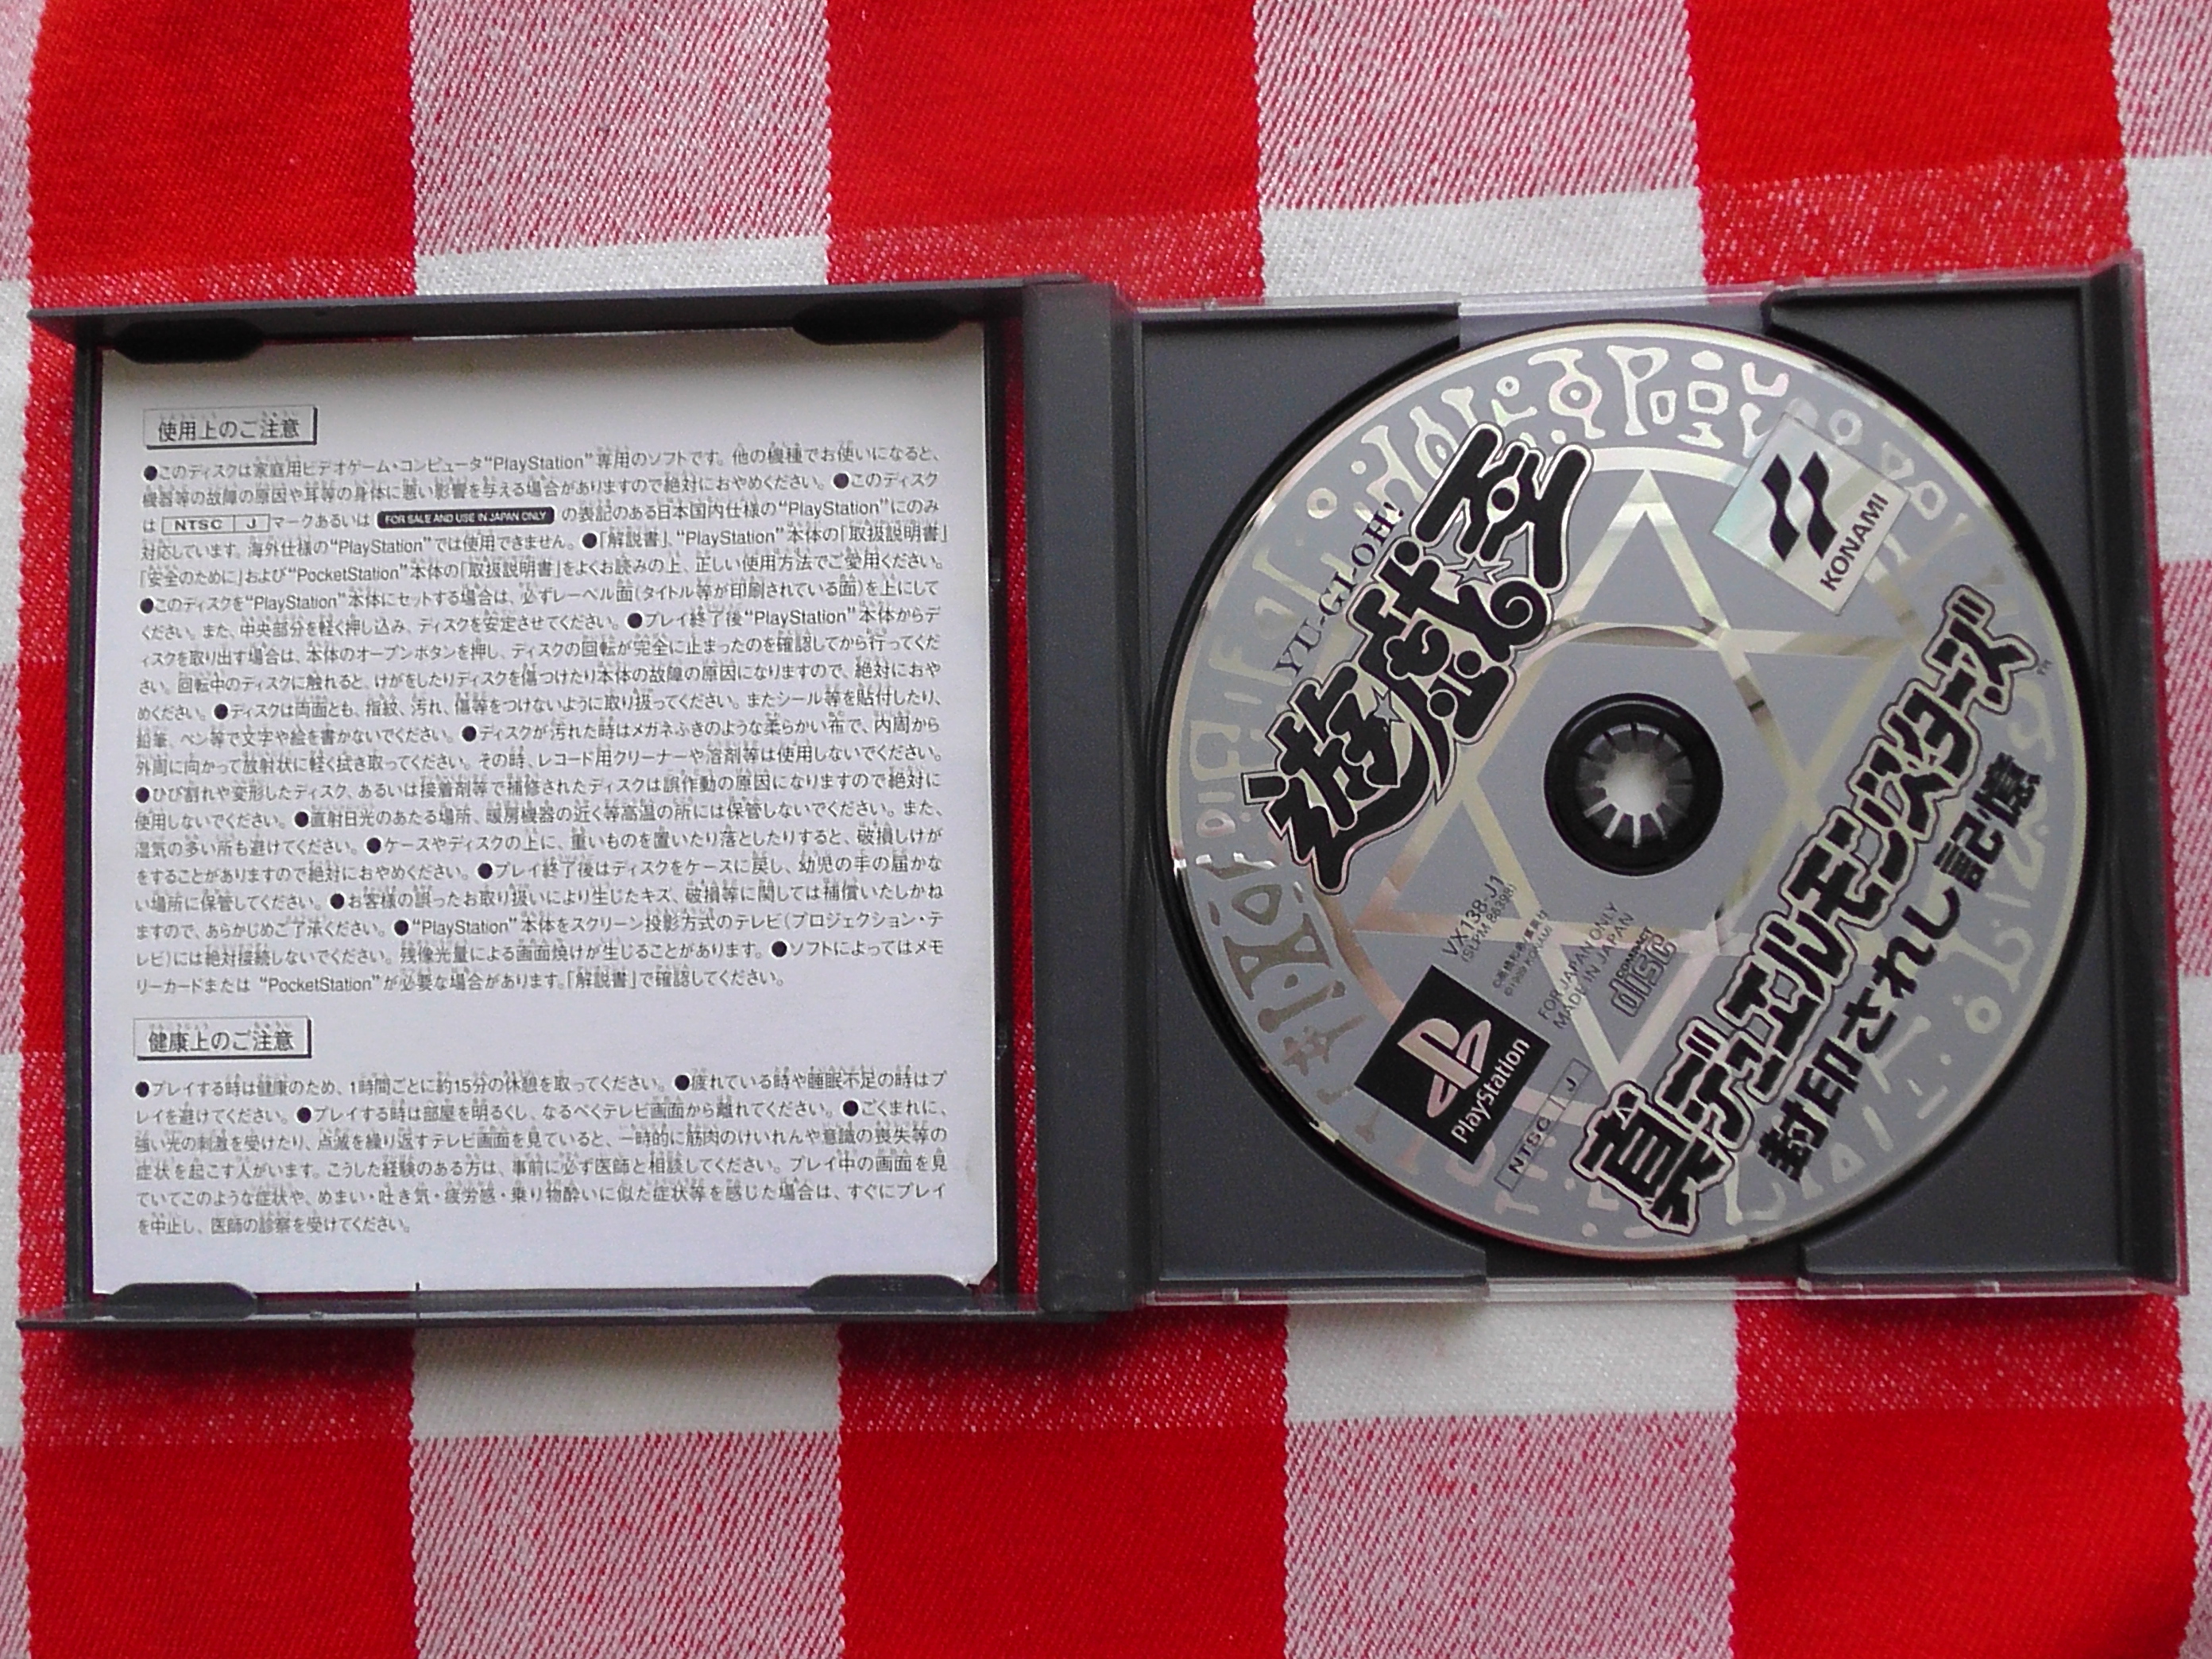 使用上のご注意
●このディスクは家庭用ビデオゲーム・コンピュータ“PlayStation”専用のソフトです。他の機種でお使いになると、
機器等の故障の原因や耳等の身体に悪い影響を与える場合がありますので絶対におやめください。●このディスク
は NTSC J マークあるいは FOR SALE AND USE IN JAPAN ONLY の表記のある日本国内仕様の“PlayStation”にのみ
対応しています。海外仕様の“PlayStation”では使用できません。●「解説書」、“PlayStation”本体の「取扱説明書」
「安全のために」および“PocketStation”本体の「取扱説明書」をよくお読みの上、正しい使用方法でご愛用ください。
●このディスクを“PlayStation”本体にセットする場合は、必ずレーベル面(タイトル等が印刷されている面)を上にして
ください。また、中央部分を軽く押し込み、ディスクを安定させてください。●プレイ終了後“PlayStation”本体からデ
ィスクを取り出す場合は、本体のオープンボタンを押し、ディスクの回転が完全に止まったのを確認してから行ってくだ
さい。回転中のディスクに触れると、けがをしたりディスクを傷つけたり本体の故障の原因になりますので、絶対におや
めください。●ディスクは両面とも、指紋、汚れ、傷等をつけないように取り扱ってください。またシール等を貼付したり、
鉛筆、ペン等で文字や絵を書かないでください。●ディスクが汚れた時はメガネふきのような柔らかい布で、内周から
外周に向かって放射状に軽く拭き取ってください。その時、レコード用クリーナーや溶剤等は使用しないでください。
●ひび割れや変形したディスク、あるいは接着剤等で補修されたディスクは誤作動の原因になりますので絶対に
使用しないでください。●直射日光のあたる場所、暖房機器の近く等高温の所には保管しないでください。また、
湿気の多い所も避けてください。●ケースやディスクの上に、重いものを置いたり落としたりすると、破損しけが
をすることがありますので絶対におやめください。●プレイ終了後はディスクをケースに戻し、幼児の手の届かな
い場所に保管してください。●お客様の誤ったお取り扱いにより生じたキズ、破損等に関しては補償いたしかね
ますので、あらかじめご了承ください。●“PlayStation”本体をスクリーン投影方式のテレビ(プロジェクション・テ
レビ)には絶対接続しないでください。残像光量による画面焼けが生じることがあります。●ソフトによってはメモ
リーカードまたは “PocketStation”が必要な場合があります。「解説書」で確認してください。
健康上のご注意
●プレイする時は健康のため、1時間ごとに約15分の休憩を取ってください。●疲れている時や睡眠不足の時はプ
レイを避けてください。●プレイする時は部屋を明るくし、なるべくテレビ画面から離れてください。●ごくまれに、
強い光の刺激を受けたり、点滅を繰り返すテレビ画面を見ていると、一時的に筋肉のけいれんや意識の喪失等の
症状を起こす人がいます。こうした経験のある方は、事前に必ず医師と相談してください。プレイ中の画面を見
ていてこのような症状や、めまい・吐き気・疲労感・乗り物酔いに似た症状等を感じた場合は、すぐにプレイ
を中止し、医師の診察を受けてください。
YU-GI-OH!
遊戯王
KONAMI
真デュエルモンスターズ
TM
封印されし記憶
VX138-J1
(SLPM 86398)
©高橋和希/集英社
©1999 KONAMI
FOR JAPAN ONLY
MADE IN JAPAN
COMPACT
disc
PlayStation
NTSC J